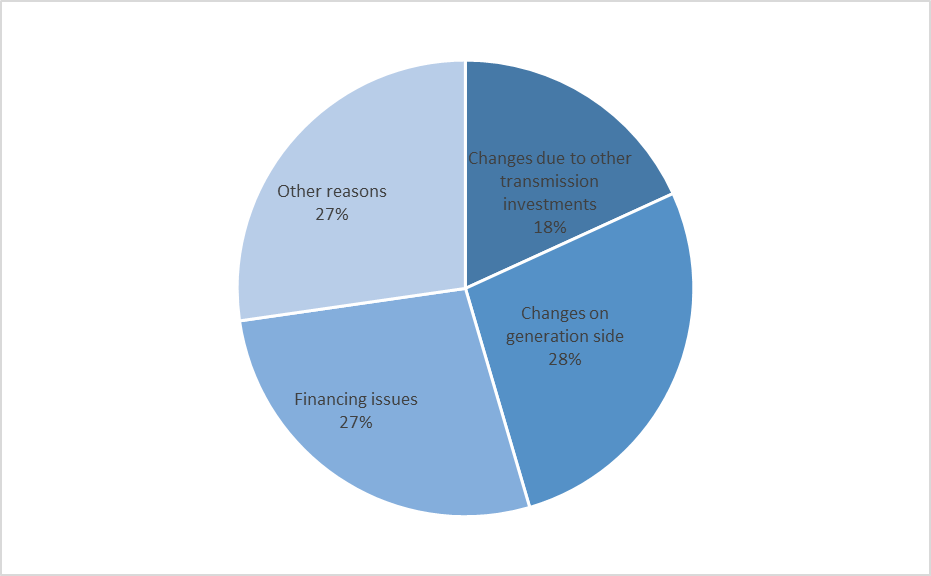 Changes due to other
transmission
investments
18%
Changes on
generation side
28%
Financing issues
27%
Other reasons
27%